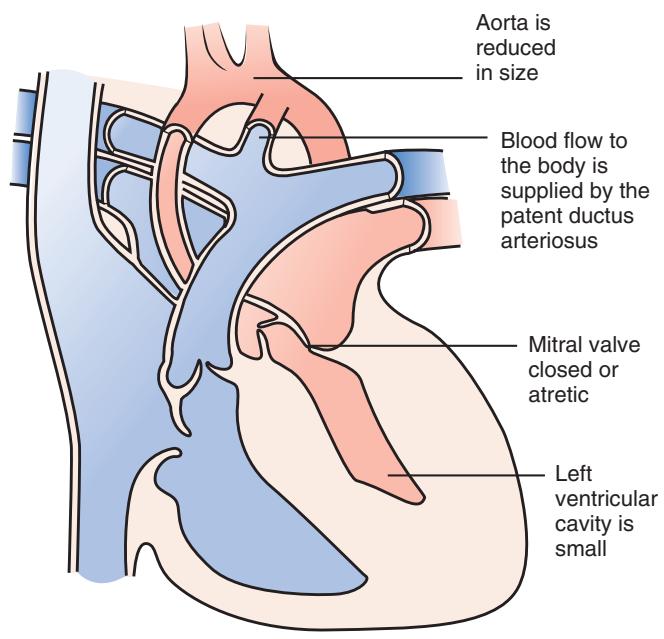 Aorta is
reduced
in size
Blood flow to
the body is
supplied by the
patent ductus
arteriosus
Mitral valve
closed or
atretic
Left
ventricular
cavity is
small